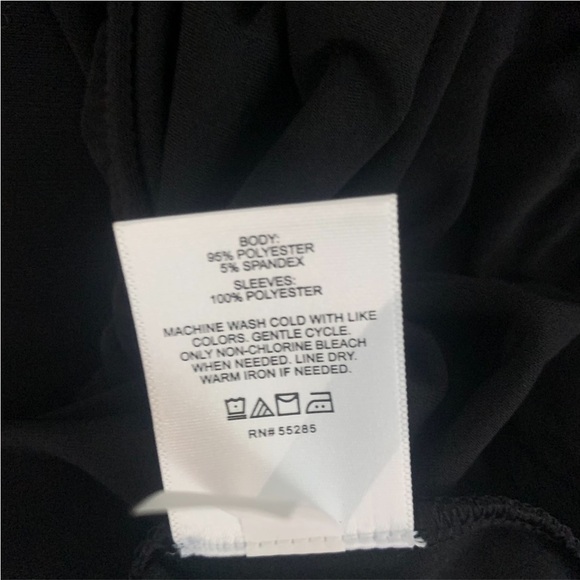 BODY:
95% POLYESTER
5% SPANDEX
SLEEVES:
100% POLYESTER
MACHINE WASH COLD WITH LIKE
COLORS. GENTLE CYCLE.
ONLY NON-CHLORINE BLEACH
WHEN NEEDED. LINE DRY.
WARM IRON IF NEEDED.
RN# 55285